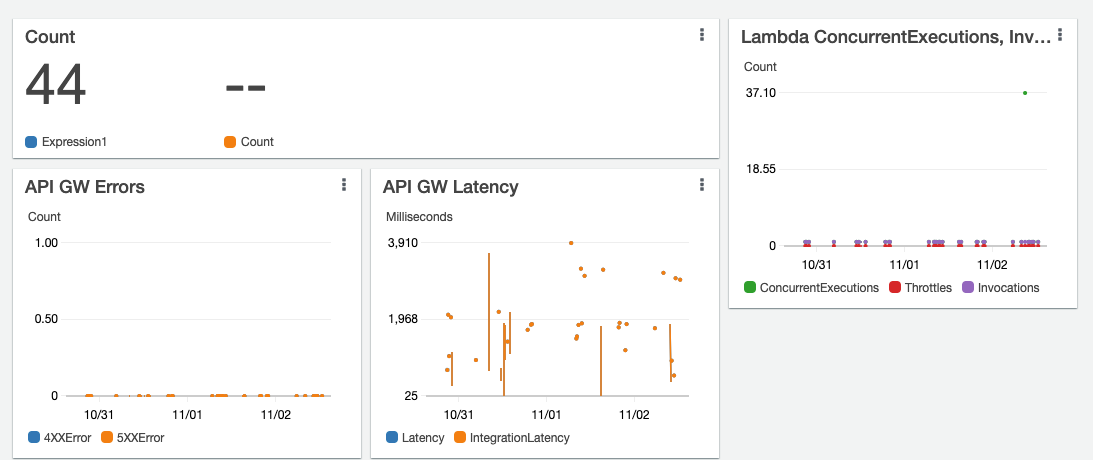 Count
44 --
Expression1 Count
Lambda ConcurrentExecutions, Inv...
Count
37.10
18.55
0
10/31 11/01 11/02
ConcurrentExecutions Throttles Invocations
API GW Errors
Count
1.00
0.50
0
10/31 11/01 11/02
4XXError 5XXError
API GW Latency
Milliseconds
3,910
1,968
25
10/31 11/01 11/02
Latency IntegrationLatency